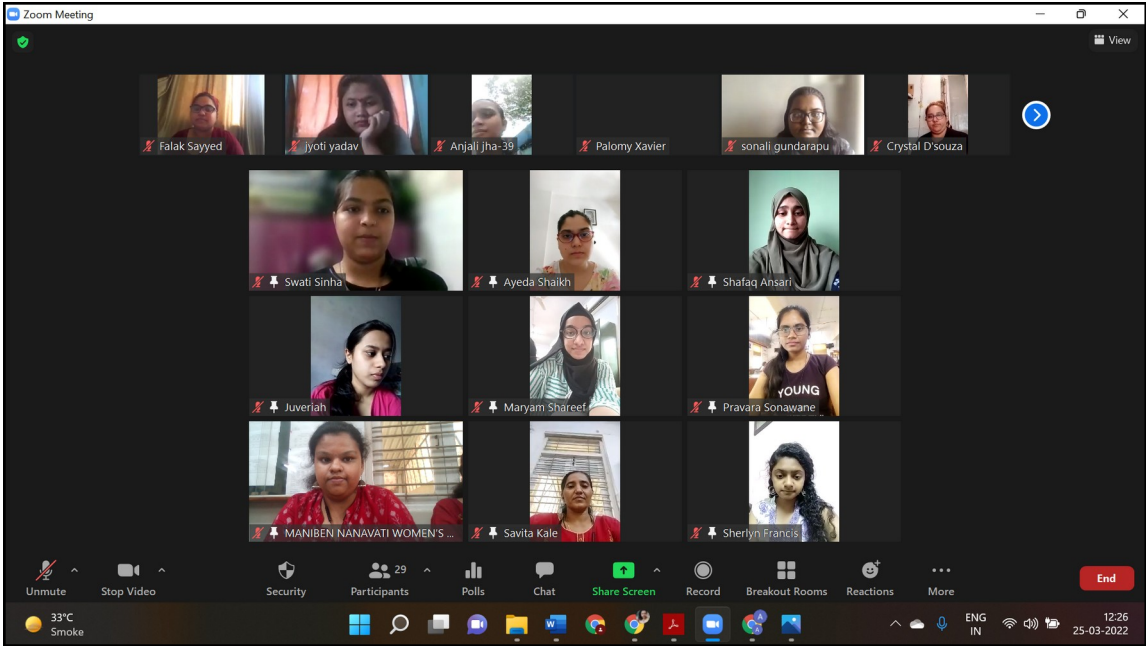 Zoom Meeting
View
Falak Sayyed
jyoti yadav
Anjali jha-39
Palomy Xavier
sonali gundarapu
Crystal D'souza
Swati Sinha
Ayeda Shaikh
Shafaq Ansari
Juveriah
Maryam Shareef
YOUNG
Pravara Sonawane
MANIBEN NANAVATI WOMEN'S ...
Savita Kale
Sherlyn Francis
29
Unmute
Stop Video
Security
Participants
Polls
Chat
Share Screen
Record
Breakout Rooms
Reactions
More
End
33°C
Smoke
ENG
IN
12:26
25-03-2022